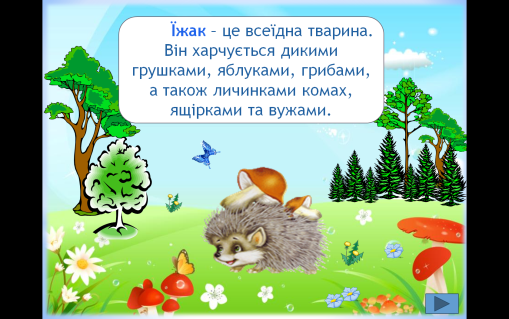 Їжак – це всеїдна тварина.
Він харчується дикими
грушками, яблуками, грибами,
а також личинками комах,
ящірками та вужами.